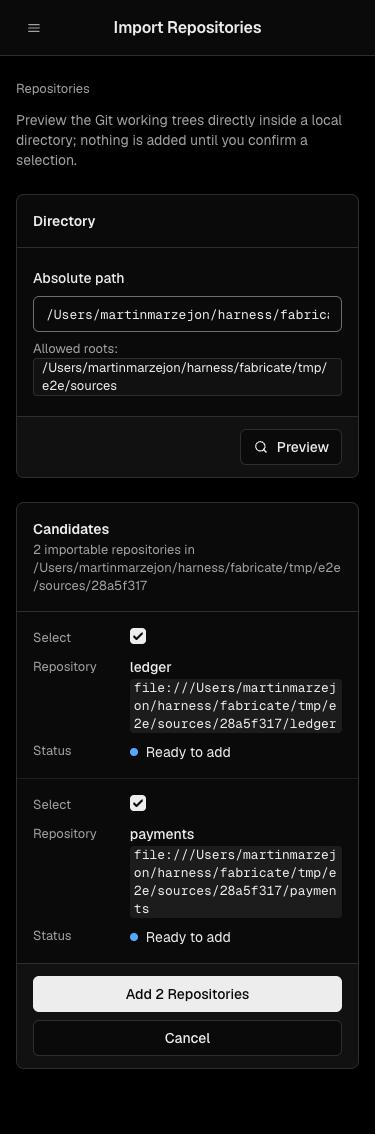 Import Repositories
Repositories
Preview the Git working trees directly inside a local
directory; nothing is added until you confirm a
selection.
Directory
Absolute path
/Users/martinmarzejon/harness/fabrica
Allowed roots:
/Users/martinmarzejon/harness/fabricate/tmp/
e2e/sources
Preview
Candidates
2 importable repositories in
/Users/martinmarzejon/harness/fabricate/tmp/e2e
/sources/28a5f317
Select
Repository
ledger
file:///Users/martinmarzej
on/harness/fabricate/tmp/e
2e/sources/28a5f317/ledger
Status
Ready to add
Select
Repository
payments
file:///Users/martinmarzej
on/harness/fabricate/tmp/e
2e/sources/28a5f317/paymen
ts
Status
Ready to add
Add 2 Repositories
Cancel